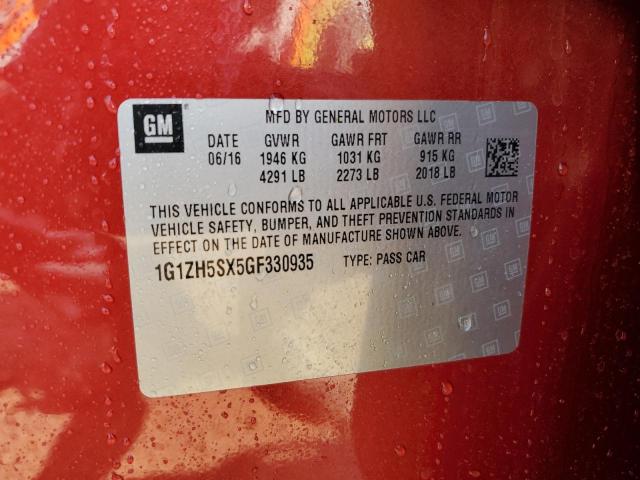 GM
MFD BY GENERAL MOTORS LLC
DATE GVWR GAWR FRT GAWR RR
06/16 1946 KG 1031 KG 915 KG
4291 LB 2273 LB 2018 LB
THIS VEHICLE CONFORMS TO ALL APPLICABLE U.S. FEDERAL MOTOR
VEHICLE SAFETY, BUMPER, AND THEFT PREVENTION STANDARDS IN
EFFECT ON THE DATE OF MANUFACTURE SHOWN ABOVE.
1G1ZH5SX5GF330935 TYPE: PASS CAR